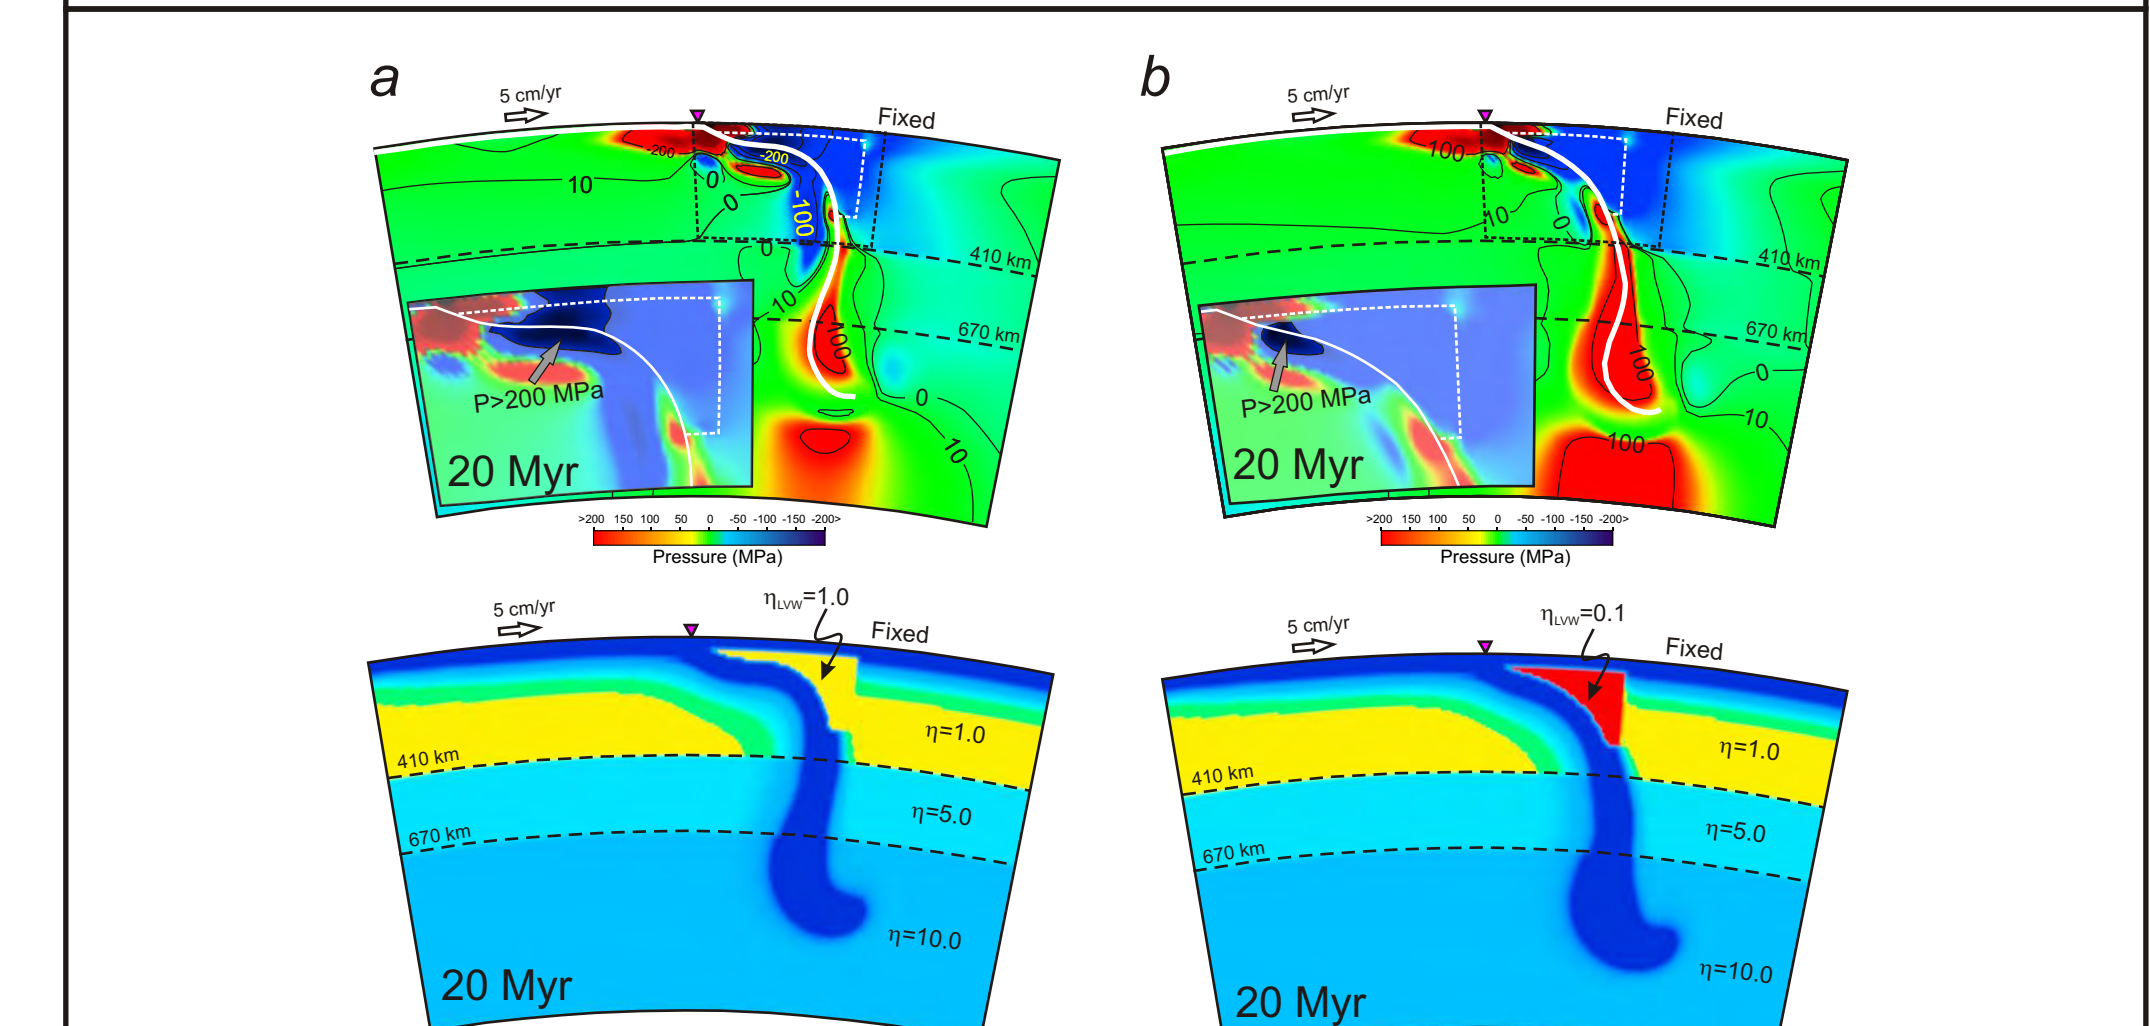 a
5 cm/yr
Fixed
-200
-200
10
0
0
-100
0
10
410 km
670 km
100
0
10
P>200 MPa
20 Myr
>200 150 100 50 0 -50 -100 -150 -200>
Pressure (MPa)
b
5 cm/yr
Fixed
100
10
0
410 km
670 km
100
0
10
100
P>200 MPa
20 Myr
>200 150 100 50 0 -50 -100 -150 -200>
Pressure (MPa)
5 cm/yr
ηLVW=1.0
Fixed
η=1.0
410 km
η=5.0
670 km
η=10.0
20 Myr
5 cm/yr
ηLVW=0.1
Fixed
η=1.0
410 km
η=5.0
670 km
η=10.0
20 Myr